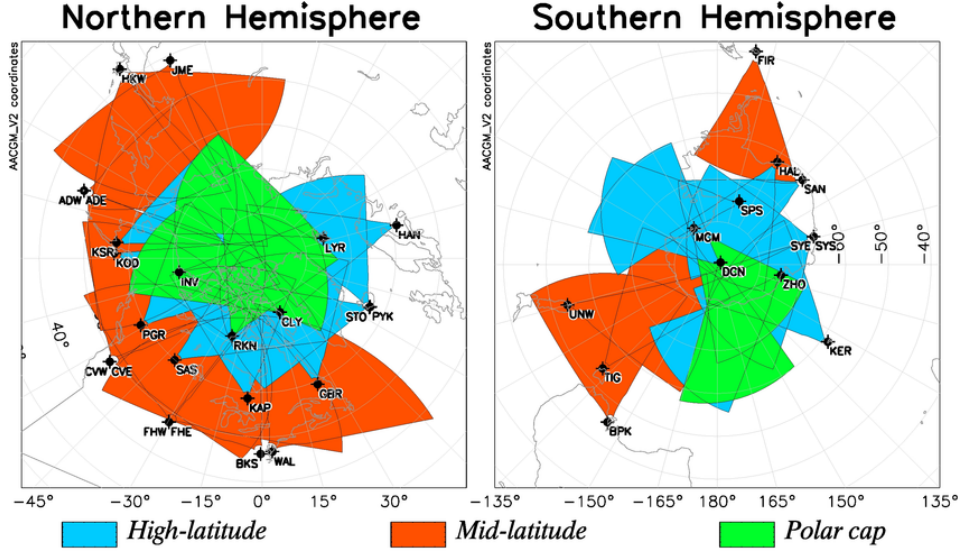 Northern Hemisphere
Southern Hemisphere
AACGM_V2 coordinates
HKW
JME
ADW ADE
KSR
KOD
HAN
LYR
INV
CLY
STO PYK
PGR
RKN
40°
CVW CVE
SAS
GBR
KAP
FHW FHE
BKS
WAL
-45°
-30°
-15°
0°
15°
30°
AACGM_V2 coordinates
FIR
HAL
SAN
SPS
MCM
SYE SYS
-60°
-50°
-40°
DCN
ZHO
UNW
KER
TIG
BPK
-135°
-150°
-165°
180°
165°
150°
135°
High-latitude
Mid-latitude
Polar cap